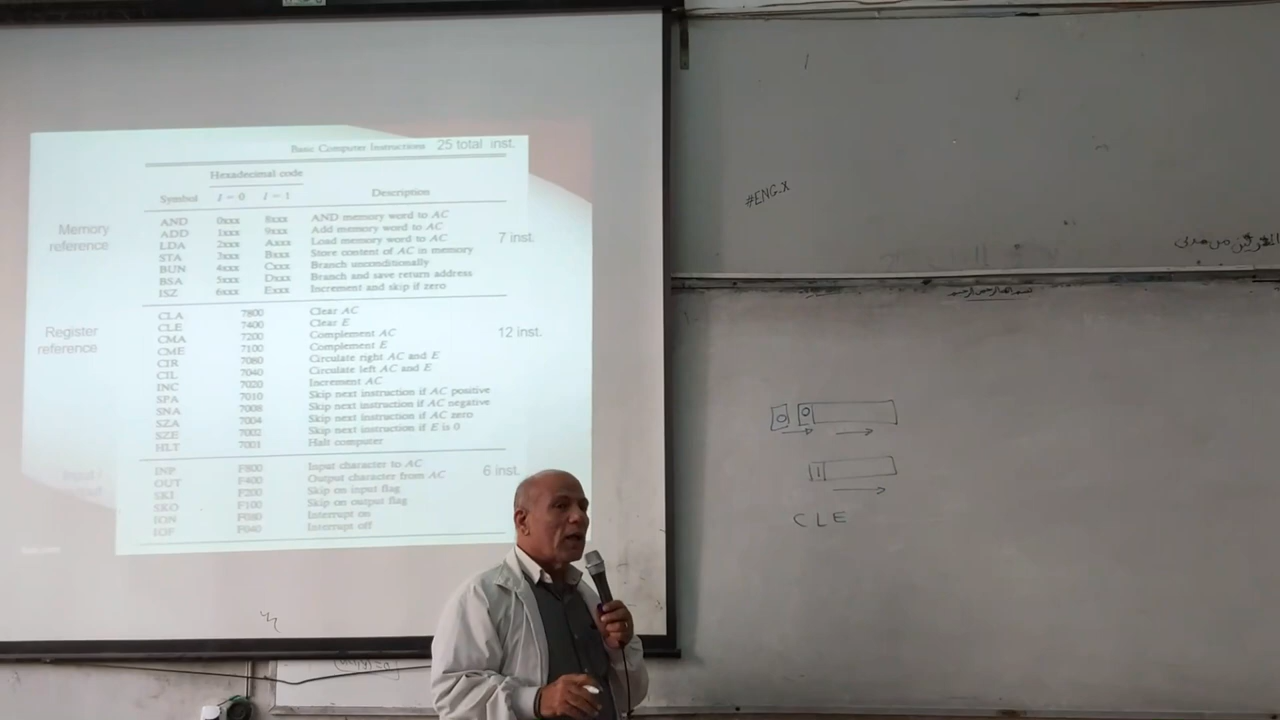 Basic Computer Instructions 25 total inst.
Hexadecimal code
Symbol I = 0 I = 1 Description
Memory reference
AND 0xxx 8xxx AND memory word to AC
ADD 1xxx 9xxx Add memory word to AC
LDA 2xxx Axxx Load memory word to AC
STA 3xxx Bxxx Store content of AC in memory
BUN 4xxx Cxxx Branch unconditionally
BSA 5xxx Dxxx Branch and save return address
ISZ 6xxx Exxx Increment and skip if zero
7 inst.
Register reference
CLA 7800 Clear AC
CLE 7400 Clear E
CMA 7200 Complement AC
CME 7100 Complement E
CIR 7080 Circulate right AC and E
CIL 7040 Circulate left AC and E
INC 7020 Increment AC
SPA 7010 Skip next instruction if AC positive
SNA 7008 Skip next instruction if AC negative
SZA 7004 Skip next instruction if AC zero
SZE 7002 Skip next instruction if E is 0
HLT 7001 Halt computer
12 inst.
INP F800 Input character to AC
OUT F400 Output character from AC
SKI F200 Skip on input flag
SKO F100 Skip on output flag
ION F080 Interrupt on
IOF F040 Interrupt off
6 inst.
#ENG.X
بسم الله الرحمن الرحيم
0 0
1
CLE